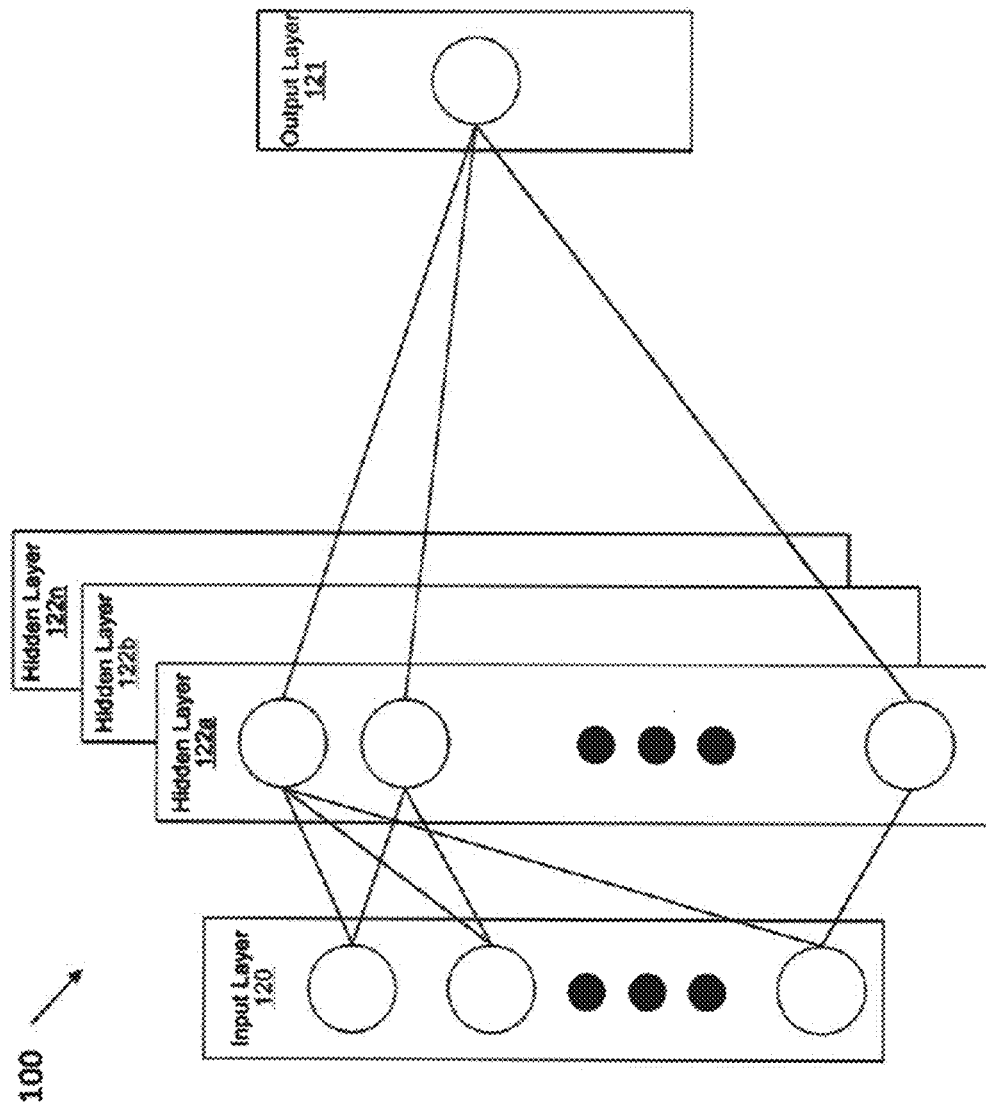 100
Input Layer
120
Hidden Layer
122a
Hidden Layer
122b
Hidden Layer
122n
Output Layer
121